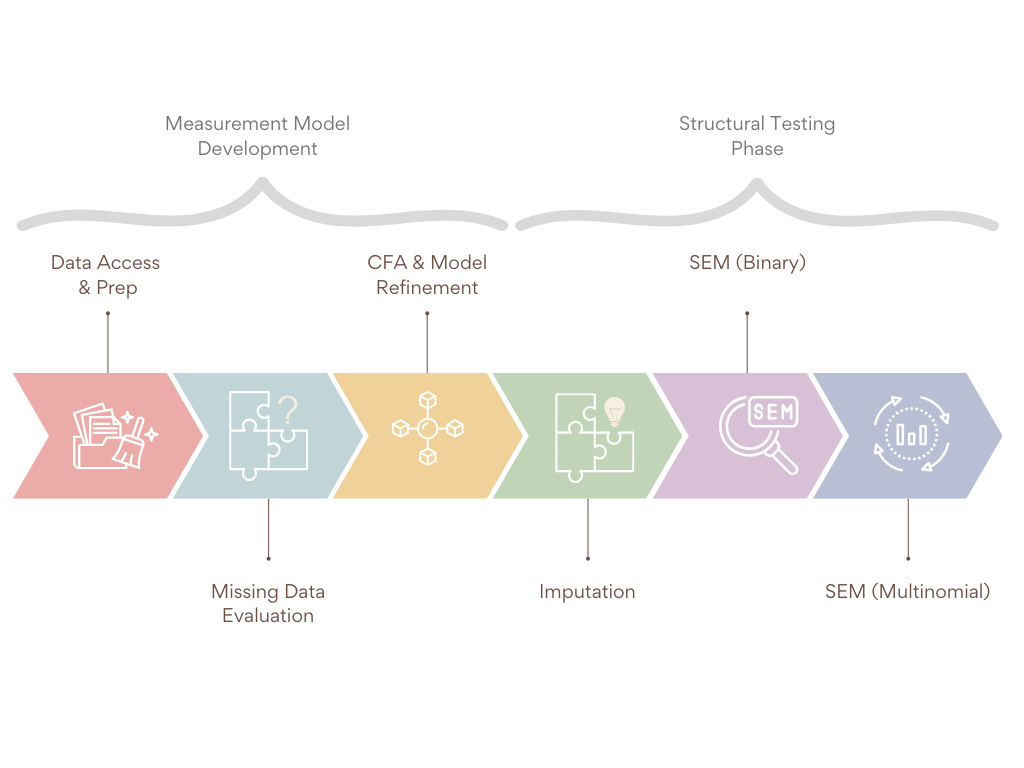 Measurement Model
Development
Structural Testing
Phase
Data Access
& Prep
CFA & Model
Refinement
SEM (Binary)
?
SEM
Missing Data
Evaluation
Imputation
SEM (Multinomial)